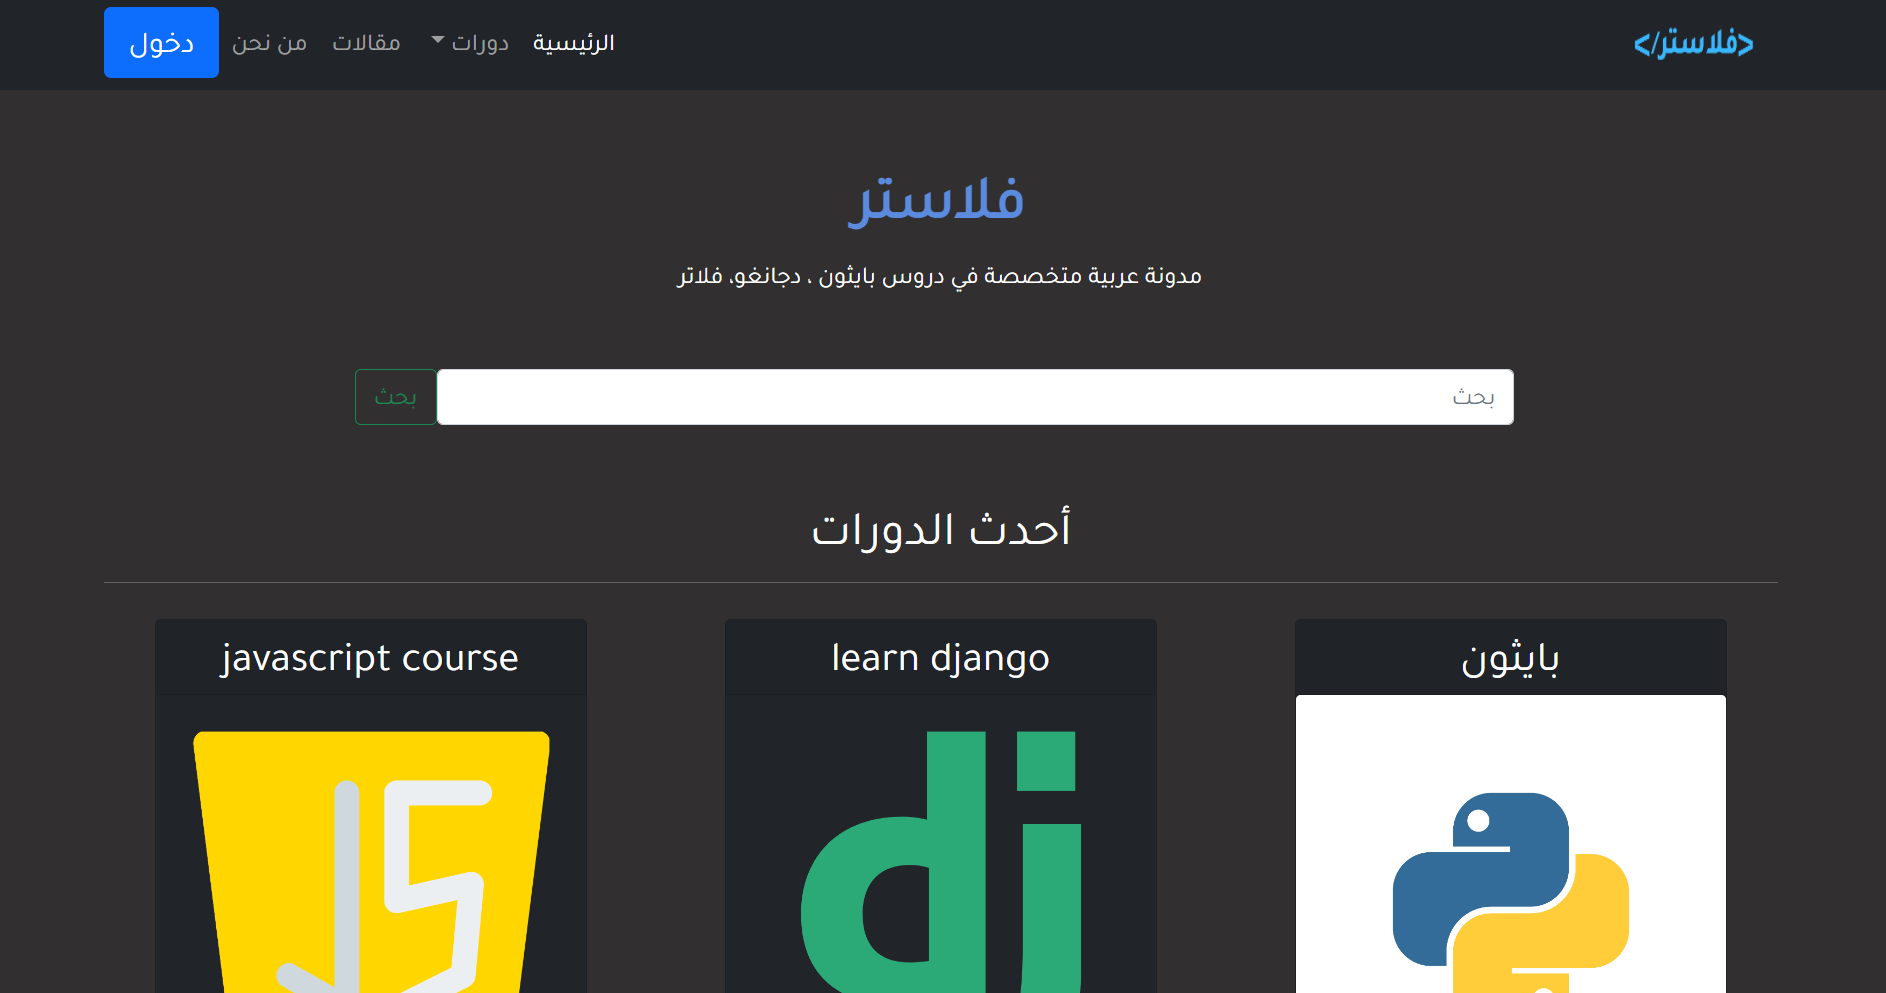 <فلاستر/>
الرئيسية
دورات
مقالات
من نحن
دخول
فلاستر
مدونة عربية متخصصة في دروس بايثون ، دجانغو، فلاتر
بحث
بحث
أحدث الدورات
بايثون
learn django
javascript course